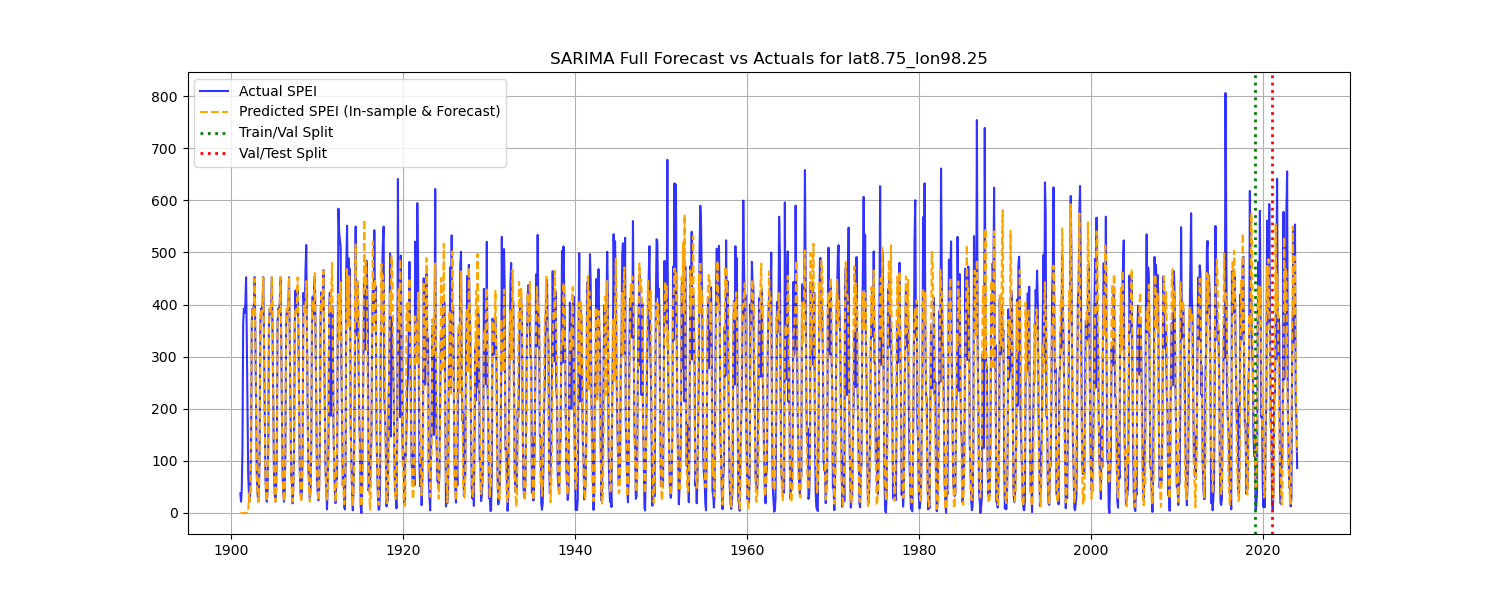 SARIMA Full Forecast vs Actuals for lat8.75_lon98.25
Actual SPEI
Predicted SPEI (In-sample & Forecast)
Train/Val Split
Val/Test Split
800
700
600
500
400
300
200
100
0
1900 1920 1940 1960 1980 2000 2020